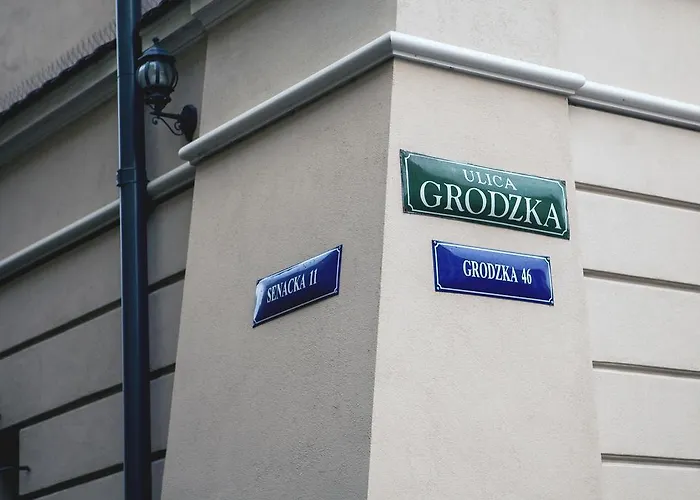 SENACKA 11
ULICA
GRODZKA
GRODZKA 46